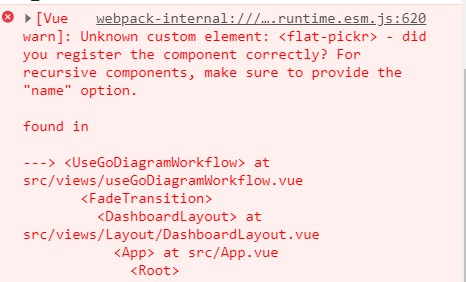 [Vue webpack-internal:///….runtime.esm.js:620
warn]: Unknown custom element: <flat-pickr> - did
you register the component correctly? For
recursive components, make sure to provide the
"name" option.
found in
---> <UseGoDiagramWorkflow> at
src/views/useGoDiagramWorkflow.vue
<FadeTransition>
<DashboardLayout> at
src/views/Layout/DashboardLayout.vue
<App> at src/App.vue
<Root>